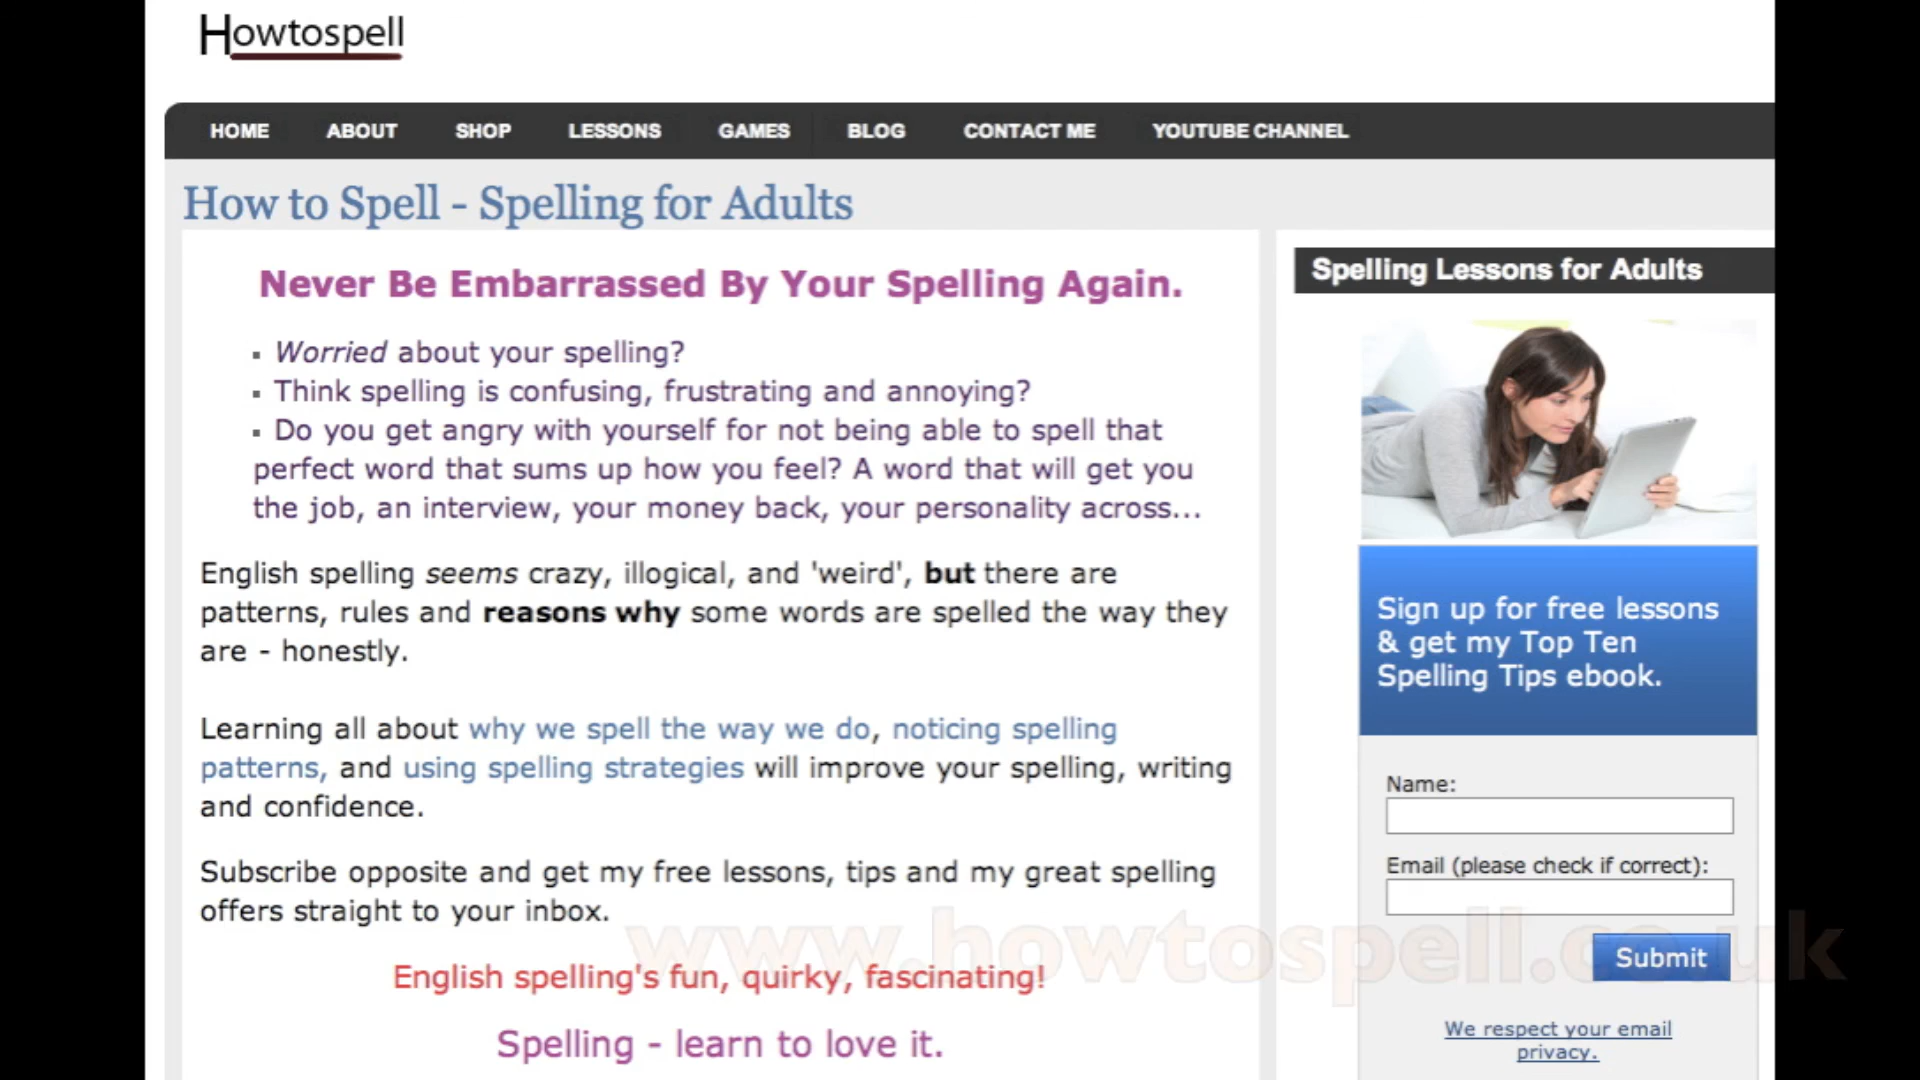 Howtospell
HOME ABOUT SHOP LESSONS GAMES BLOG CONTACT ME YOUTUBE CHANNEL
How to Spell - Spelling for Adults
Never Be Embarrassed By Your Spelling Again.
▪ Worried about your spelling?
▪ Think spelling is confusing, frustrating and annoying?
▪ Do you get angry with yourself for not being able to spell that
perfect word that sums up how you feel? A word that will get you
the job, an interview, your money back, your personality across...
English spelling seems crazy, illogical, and 'weird', but there are
patterns, rules and reasons why some words are spelled the way they
are - honestly.
Learning all about why we spell the way we do, noticing spelling
patterns, and using spelling strategies will improve your spelling, writing
and confidence.
Subscribe opposite and get my free lessons, tips and my great spelling
offers straight to your inbox.
English spelling's fun, quirky, fascinating!
Spelling - learn to love it.
Spelling Lessons for Adults
Sign up for free lessons
& get my Top Ten
Spelling Tips ebook.
Name:
Email (please check if correct):
Submit
We respect your email
privacy.
www.howtospell.co.uk